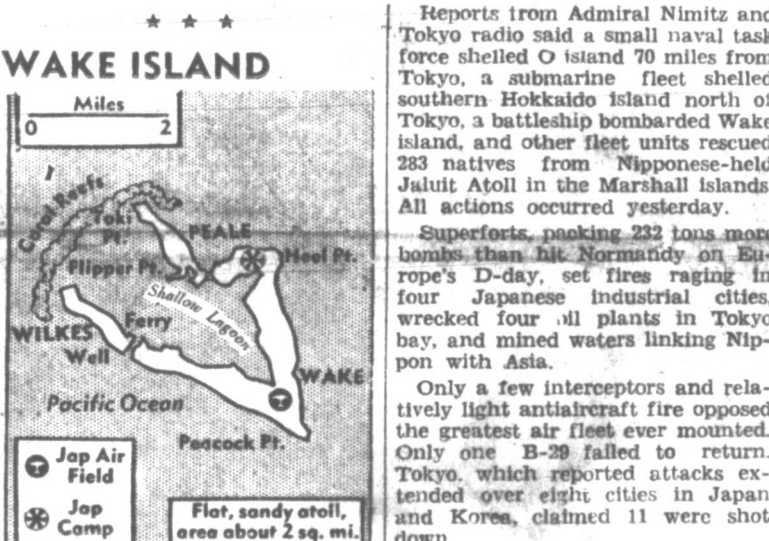 ★ ★ ★
WAKE ISLAND
Miles
0 2
Coral Reefs
Toki
Pt.
PEALE
Heel Pt.
Flipper Pt.
Shallow Lagoon
WILKES
Ferry
Well
WAKE
Pacific Ocean
Peacock Pt.
Jap Air
Field
Jap
Camp
Flat, sandy atoll,
area about 2 sq. mi.
Reports from Admiral Nimitz and
Tokyo radio said a small naval task
force shelled O island 70 miles from
Tokyo, a submarine fleet shelled
southern Hokkaido island north of
Tokyo, a battleship bombarded Wake
island, and other fleet units rescued
283 natives from Nipponese-held
Jaluit Atoll in the Marshall islands.
All actions occurred yesterday.
Superforts, packing 232 tons more
bombs than hit Normandy on Eu-
rope's D-day, set fires raging in
four Japanese industrial cities,
wrecked four oil plants in Tokyo
bay, and mined waters linking Nip-
pon with Asia.
Only a few interceptors and rela-
tively light antiaircraft fire opposed
the greatest air fleet ever mounted.
Only one B-29 failed to return.
Tokyo, which reported attacks ex-
tended over eight cities in Japan
and Korea, claimed 11 were shot
down.